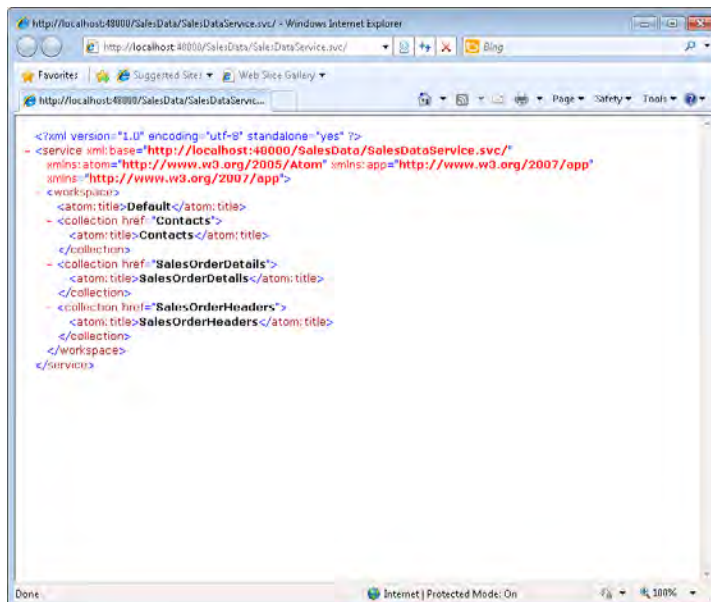 http://localhost:48000/SalesData/SalesDataService.svc/ - Windows Internet Explorer
http://localhost:48000/SalesData/SalesDataService.svc/
Bing
Favorites Suggested Sites Web Slice Gallery
http://localhost:48000/SalesData/SalesDataServic... Page Safety Tools
<?xml version="1.0" encoding="utf-8" standalone="yes" ?>
- <service xml:base="http://localhost:48000/SalesData/SalesDataService.svc/"
xmlns:atom="http://www.w3.org/2005/Atom" xmlns:app="http://www.w3.org/2007/app"
xmlns="http://www.w3.org/2007/app">
- <workspace>
<atom:title>Default</atom:title>
- <collection href="Contacts">
<atom:title>Contacts</atom:title>
</collection>
- <collection href="SalesOrderDetails">
<atom:title>SalesOrderDetails</atom:title>
</collection>
- <collection href="SalesOrderHeaders">
<atom:title>SalesOrderHeaders</atom:title>
</collection>
</workspace>
</service>
Done Internet | Protected Mode: On 100%